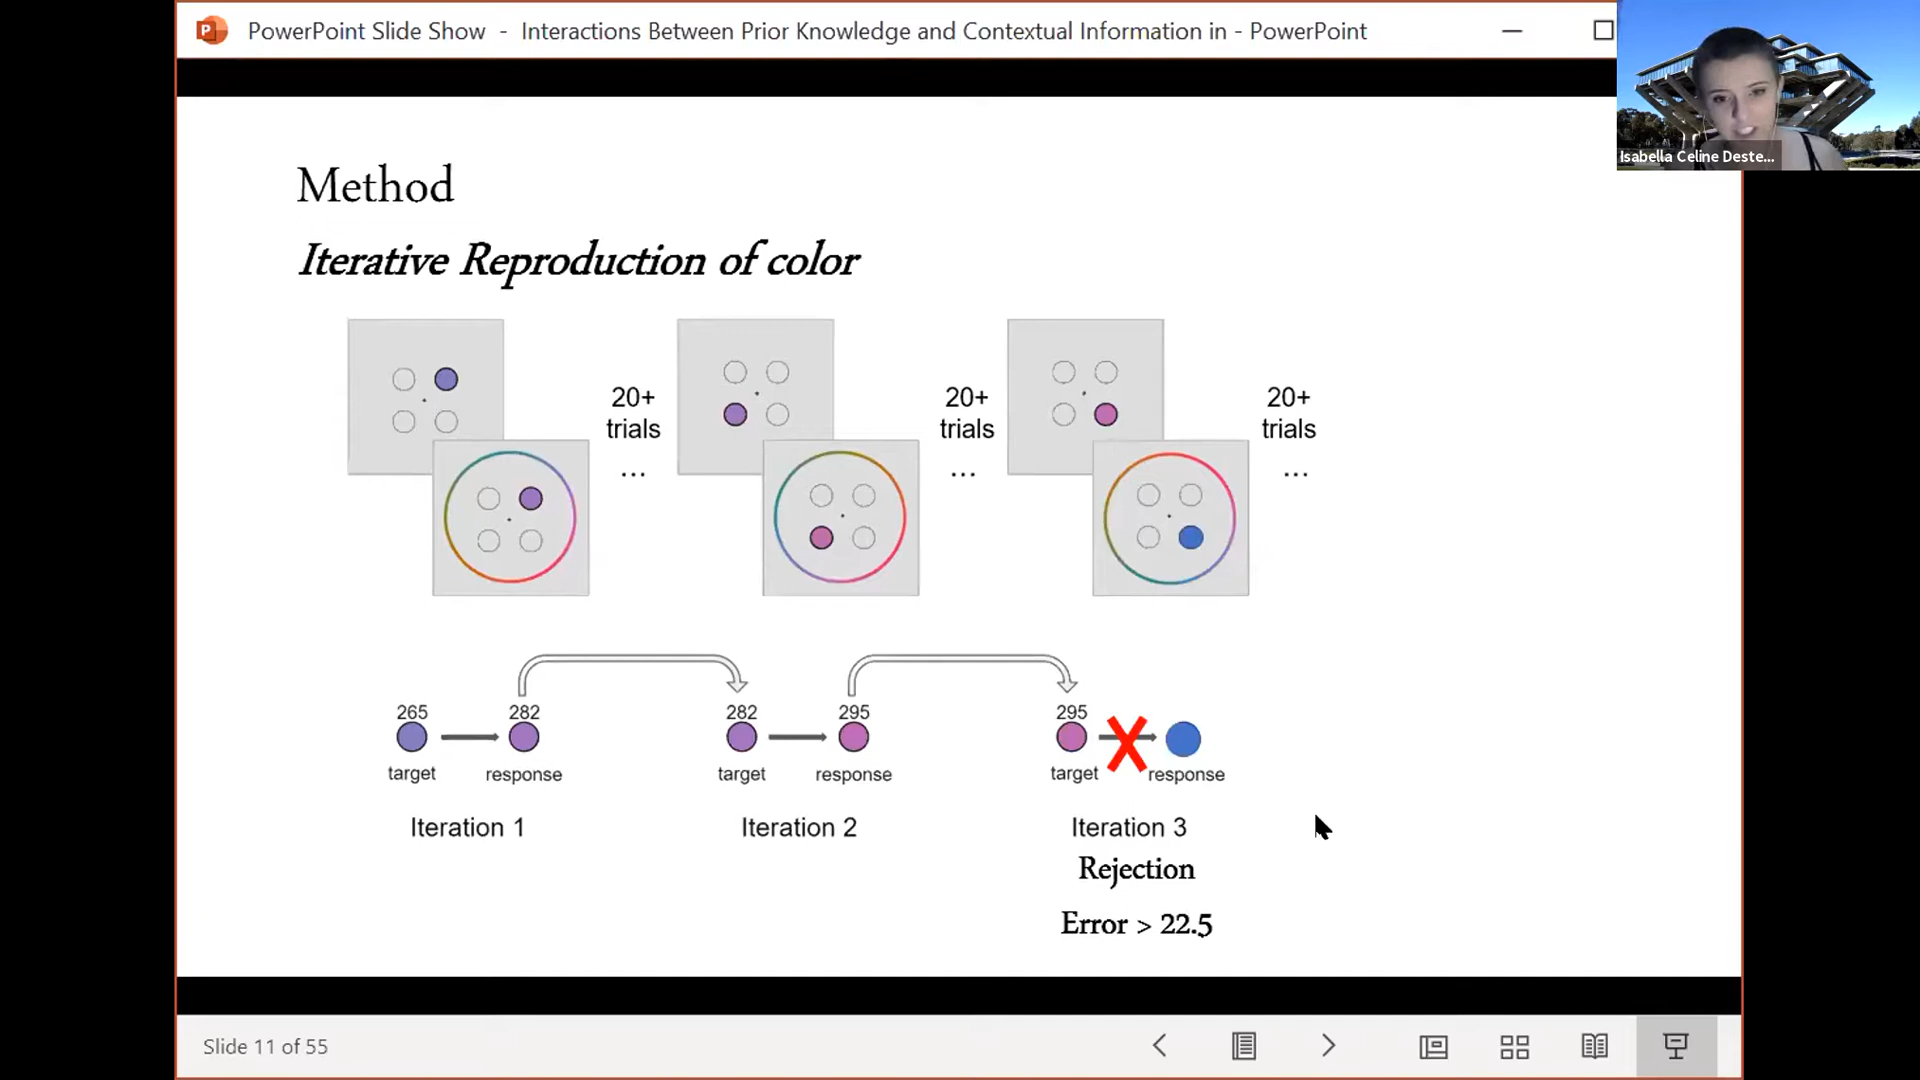 PowerPoint Slide Show - Interactions Between Prior Knowledge and Contextual Information in - PowerPoint
Isabella Celine Deste...
Method
Iterative Reproduction of color
20+ trials ...
20+ trials ...
20+ trials ...
265 282 282 295 295
target response target response target response
Iteration 1 Iteration 2 Iteration 3
Rejection
Error > 22.5
Slide 11 of 55